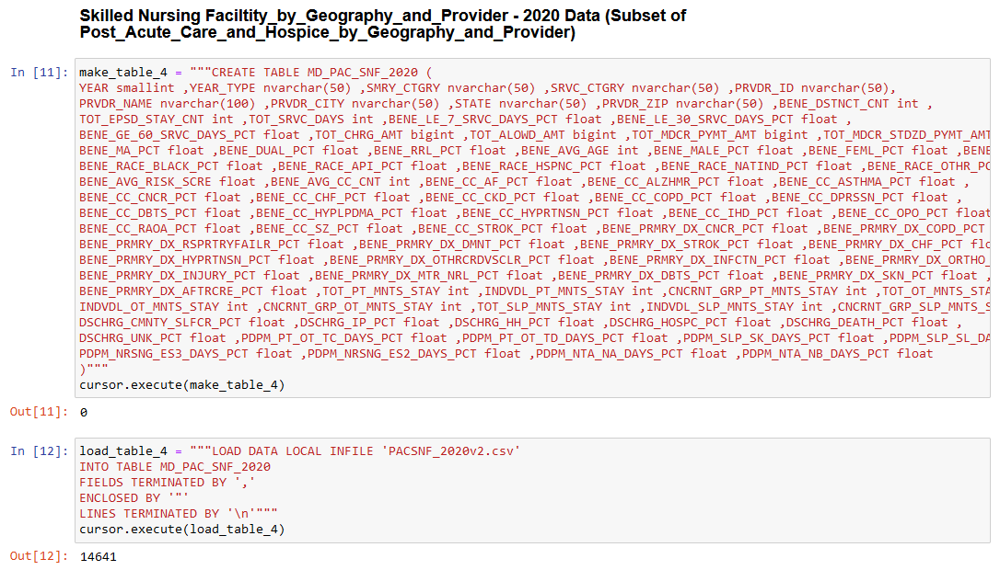 Skilled Nursing Faciltity_by_Geography_and_Provider - 2020 Data (Subset of
Post_Acute_Care_and_Hospice_by_Geography_and_Provider)
In [11]: make_table_4 = """CREATE TABLE MD_PAC_SNF_2020 (
YEAR smallint ,YEAR_TYPE nvarchar(50) ,SMRY_CTGRY nvarchar(50) ,SRVC_CTGRY nvarchar(50) ,PRVDR_ID nvarchar(50),
PRVDR_NAME nvarchar(100) ,PRVDR_CITY nvarchar(50) ,STATE nvarchar(50) ,PRVDR_ZIP nvarchar(50) ,BENE_DSTNCT_CNT int ,
TOT_EPSD_STAY_CNT int ,TOT_SRVC_DAYS int ,BENE_LE_7_SRVC_DAYS_PCT float ,BENE_LE_30_SRVC_DAYS_PCT float ,
BENE_GE_60_SRVC_DAYS_PCT float ,TOT_CHRG_AMT bigint ,TOT_ALOWD_AMT bigint ,TOT_MDCR_PYMT_AMT bigint ,TOT_MDCR_STDZD_PYMT_AMT
BENE_MA_PCT float ,BENE_DUAL_PCT float ,BENE_RRL_PCT float ,BENE_AVG_AGE int ,BENE_MALE_PCT float ,BENE_FEML_PCT float ,BENE
BENE_RACE_BLACK_PCT float ,BENE_RACE_API_PCT float ,BENE_RACE_HSPNC_PCT float ,BENE_RACE_NATIND_PCT float ,BENE_RACE_OTHR_PC
BENE_AVG_RISK_SCRE float ,BENE_AVG_CC_CNT int ,BENE_CC_AF_PCT float ,BENE_CC_ALZHMR_PCT float ,BENE_CC_ASTHMA_PCT float ,
BENE_CC_CNCR_PCT float ,BENE_CC_CHF_PCT float ,BENE_CC_CKD_PCT float ,BENE_CC_COPD_PCT float ,BENE_CC_DPRSSN_PCT float ,
BENE_CC_DBTS_PCT float ,BENE_CC_HYPLPDMA_PCT float ,BENE_CC_HYPRTNSN_PCT float ,BENE_CC_IHD_PCT float ,BENE_CC_OPO_PCT float
BENE_CC_RAOA_PCT float ,BENE_CC_SZ_PCT float ,BENE_CC_STROK_PCT float ,BENE_PRMRY_DX_CNCR_PCT float ,BENE_PRMRY_DX_COPD_PCT
BENE_PRMRY_DX_RSPRTRYFAILR_PCT float ,BENE_PRMRY_DX_DMNT_PCT float ,BENE_PRMRY_DX_STROK_PCT float ,BENE_PRMRY_DX_CHF_PCT flo
BENE_PRMRY_DX_HYPRTNSN_PCT float ,BENE_PRMRY_DX_OTHRCRDVSCLR_PCT float ,BENE_PRMRY_DX_INFCTN_PCT float ,BENE_PRMRY_DX_ORTHO_
BENE_PRMRY_DX_INJURY_PCT float ,BENE_PRMRY_DX_MTR_NRL_PCT float ,BENE_PRMRY_DX_DBTS_PCT float ,BENE_PRMRY_DX_SKN_PCT float ,
BENE_PRMRY_DX_AFTRCRE_PCT float ,TOT_PT_MNTS_STAY int ,INDVDL_PT_MNTS_STAY int ,CNCRNT_GRP_PT_MNTS_STAY int ,TOT_OT_MNTS_STA
INDVDL_OT_MNTS_STAY int ,CNCRNT_GRP_OT_MNTS_STAY int ,TOT_SLP_MNTS_STAY int ,INDVDL_SLP_MNTS_STAY int ,CNCRNT_GRP_SLP_MNTS_S
DSCHRG_CMNTY_SLFCR_PCT float ,DSCHRG_IP_PCT float ,DSCHRG_HH_PCT float ,DSCHRG_HOSPC_PCT float ,DSCHRG_DEATH_PCT float ,
DSCHRG_UNK_PCT float ,PDPM_PT_OT_TC_DAYS_PCT float ,PDPM_PT_OT_TD_DAYS_PCT float ,PDPM_SLP_SK_DAYS_PCT float ,PDPM_SLP_SL_DA
PDPM_NRSNG_ES3_DAYS_PCT float ,PDPM_NRSNG_ES2_DAYS_PCT float ,PDPM_NTA_NA_DAYS_PCT float ,PDPM_NTA_NB_DAYS_PCT float
)"""
cursor.execute(make_table_4)
Out[11]: 0
In [12]: load_table_4 = """LOAD DATA LOCAL INFILE 'PACSNF_2020v2.csv'
INTO TABLE MD_PAC_SNF_2020
FIELDS TERMINATED BY ','
ENCLOSED BY '"'
LINES TERMINATED BY '\n'"""
cursor.execute(load_table_4)
Out[12]: 14641